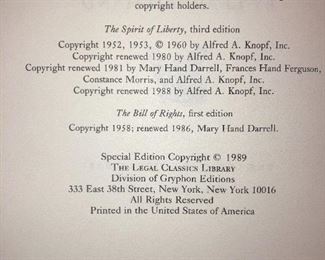 copyright holders.
The Spirit of Liberty, third edition
Copyright 1952, 1953, © 1960 by Alfred A. Knopf, Inc.
Copyright renewed 1980 by Alfred A. Knopf, Inc.
Copyright renewed 1981 by Mary Hand Darrell, Frances Hand Ferguson,
Constance Morris, and Alfred A. Knopf, Inc.
Copyright renewed 1988 by Alfred A. Knopf, Inc.
The Bill of Rights, first edition
Copyright 1958; renewed 1986, Mary Hand Darrell.
Special Edition Copyright © 1989
THE LEGAL CLASSICS LIBRARY
Division of Gryphon Editions
333 East 38th Street, New York, New York 10016
All Rights Reserved
Printed in the United States of America